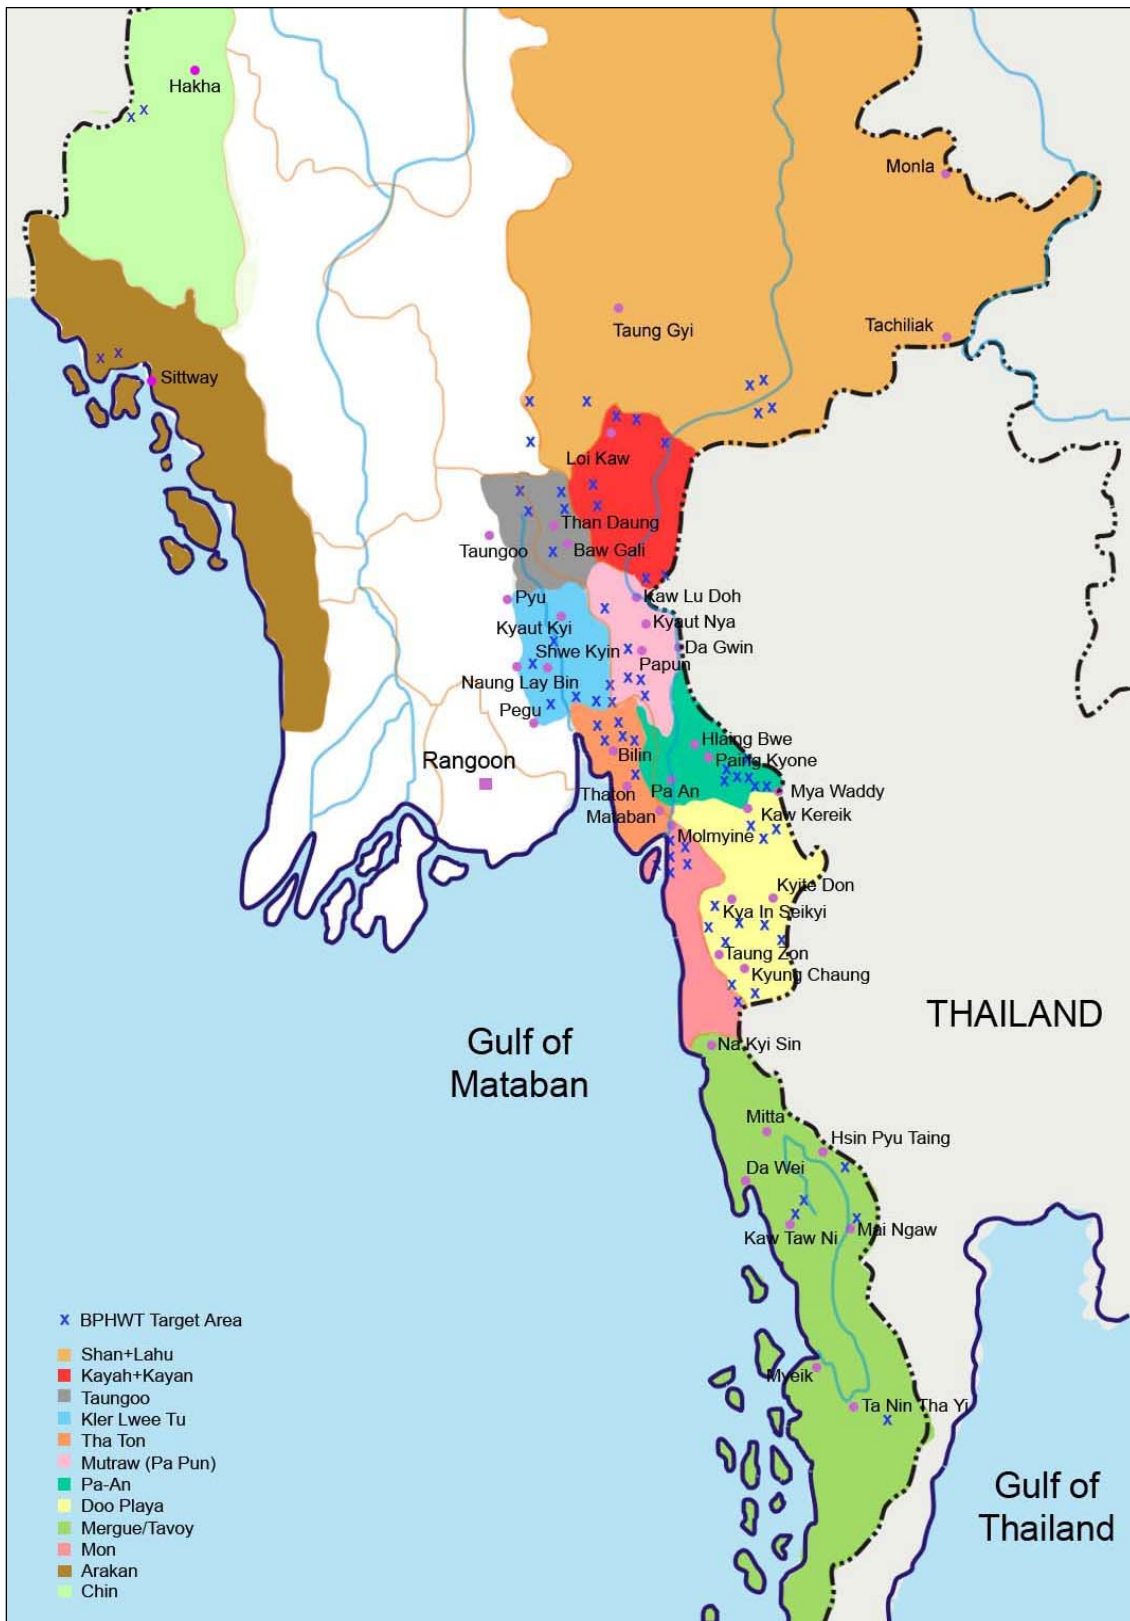 Hakha
Monla
Taung Gyi
Tachiliak
Sittway
Loi Kaw
Than Daung
Taungoo
Baw Gali
Pyu
Kaw Lu Doh
Kyaut Kyi
Kyaut Nya
Shwe Kyin
Da Gwin
Papun
Naung Lay Bin
Pegu
Hlaing Bwe
Bilin
Paing Kyone
Rangoon
Thaton
Pa An
Mya Waddy
Mataban
Kaw Kereik
Molmyine
Kyite Don
Kya In Seikyi
Taung Zon
Kyung Chaung
THAILAND
Gulf of
Mataban
Na Kyi Sin
Mitta
Hsin Pyu Taing
Da Wei
Kaw Taw Ni
Mai Ngaw
Myeik
Ta Nin Tha Yi
Gulf of
Thailand
x BPHWT Target Area
Shan+Lahu
Kayah+Kayan
Taungoo
Kler Lwee Tu
Tha Ton
Mutraw (Pa Pun)
Pa-An
Doo Playa
Mergue/Tavoy
Mon
Arakan
Chin